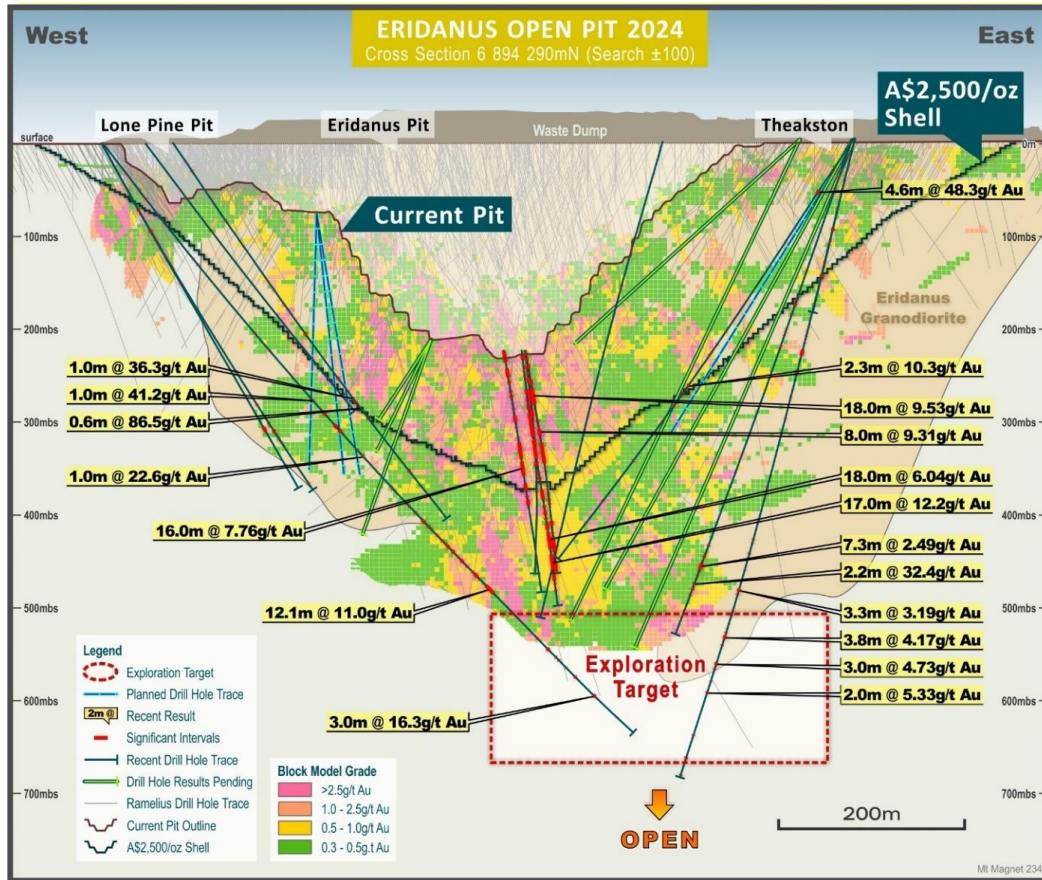 West
ERIDANUS OPEN PIT 2024
Cross Section 6 894 290mN (Search ±100)
East
A$2,500/oz
Shell
Lone Pine Pit
Eridanus Pit
Waste Dump
Theakston
surface
0m
4.6m @ 48.3g/t Au
Current Pit
100mbs
100mbs
Eridanus
Granodiorite
200mbs
200mbs
1.0m @ 36.3g/t Au
1.0m @ 41.2g/t Au
0.6m @ 86.5g/t Au
1.0m @ 22.6g/t Au
16.0m @ 7.76g/t Au
12.1m @ 11.0g/t Au
3.0m @ 16.3g/t Au
2.3m @ 10.3g/t Au
18.0m @ 9.53g/t Au
8.0m @ 9.31g/t Au
18.0m @ 6.04g/t Au
17.0m @ 12.2g/t Au
7.3m @ 2.49g/t Au
2.2m @ 32.4g/t Au
3.3m @ 3.19g/t Au
3.8m @ 4.17g/t Au
3.0m @ 4.73g/t Au
2.0m @ 5.33g/t Au
300mbs
300mbs
400mbs
400mbs
500mbs
500mbs
600mbs
600mbs
700mbs
700mbs
Exploration
Target
Legend
Exploration Target
Planned Drill Hole Trace
2m @
Recent Result
Significant Intervals
Recent Drill Hole Trace
Drill Hole Results Pending
Ramelius Drill Hole Trace
Current Pit Outline
A$2,500/oz Shell
Block Model Grade
>2.5g/t Au
1.0 - 2.5g/t Au
0.5 - 1.0g/t Au
0.3 - 0.5g.t Au
OPEN
200m
Mt Magnet 234